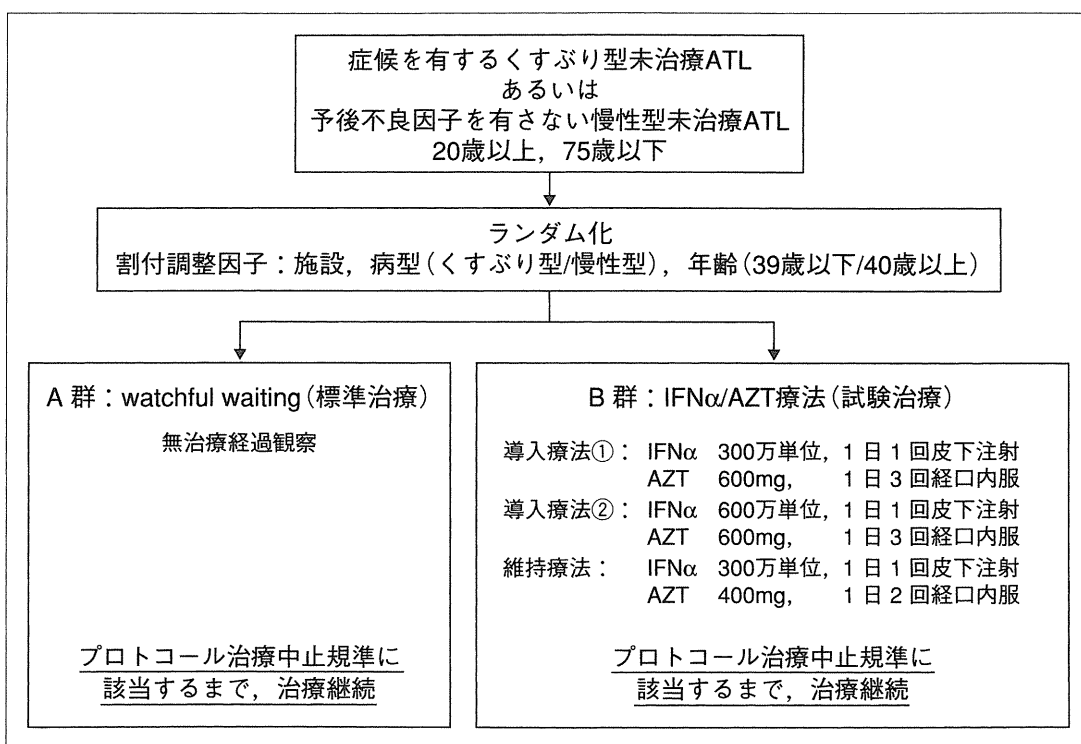 症候を有するくすぶり型未治療ATL
あるいは
予後不良因子を有さない慢性型未治療ATL
20歳以上，75歳以下
ランダム化
割付調整因子：施設，病型（くすぶり型/慢性型），年齢（39歳以下/40歳以上）
A 群：watchful waiting（標準治療）
無治療経過観察
プロトコール治療中止規準に
該当するまで，治療継続
B 群：IFNα/AZT療法（試験治療）
導入療法①： IFNα 300万単位，1 日 1 回皮下注射
AZT 600mg， 1 日 3 回経口内服
導入療法②： IFNα 600万単位，1 日 1 回皮下注射
AZT 600mg， 1 日 3 回経口内服
維持療法： IFNα 300万単位，1 日 1 回皮下注射
AZT 400mg， 1 日 2 回経口内服
プロトコール治療中止規準に
該当するまで，治療継続